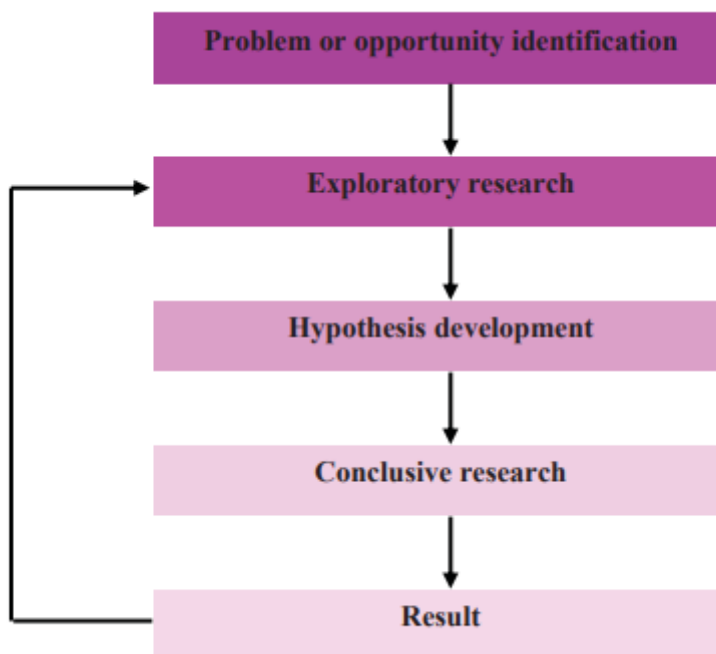 Problem or opportunity identification
Exploratory research
Hypothesis development
Conclusive research
Result